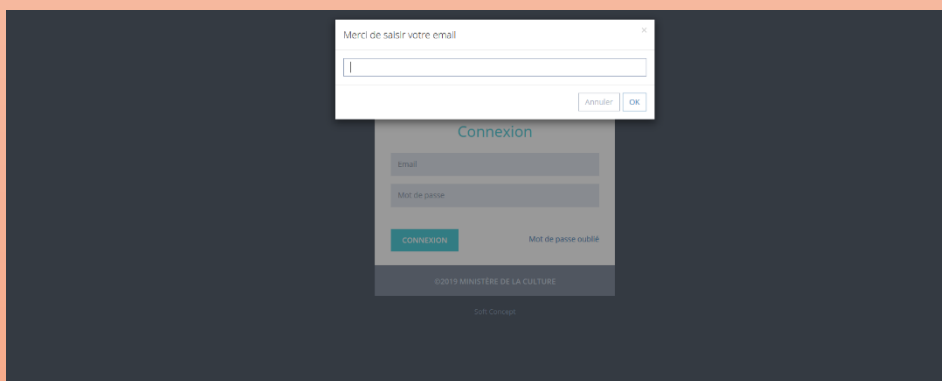 Merci de saisir votre email
×
Annuler OK
Connexion
Email
Mot de passe
CONNEXION Mot de passe oublié
©2019 MINISTÈRE DE LA CULTURE
Soft Concept